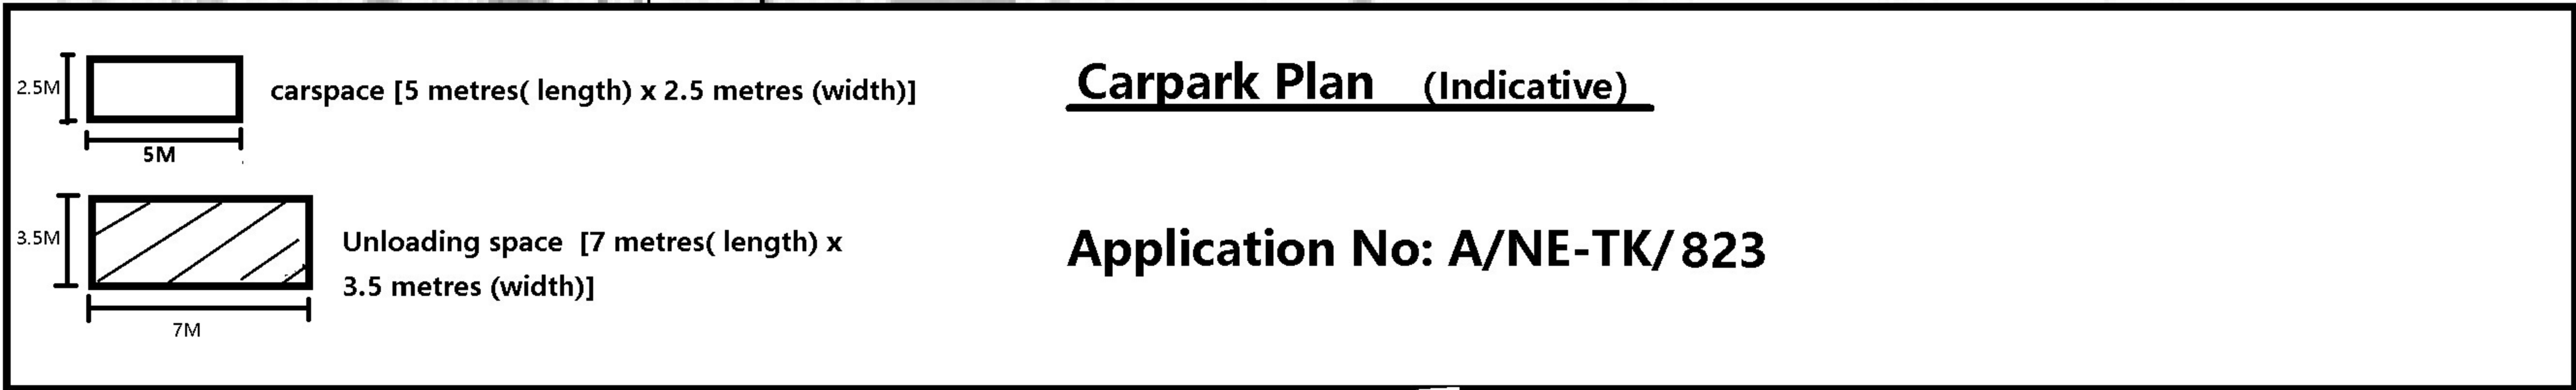 2.5M
carspace [5 metres( length) x 2.5 metres (width)]
5M
3.5M
Unloading space [7 metres( length) x
3.5 metres (width)]
7M
Carpark Plan (Indicative)
Application No: A/NE-TK/823